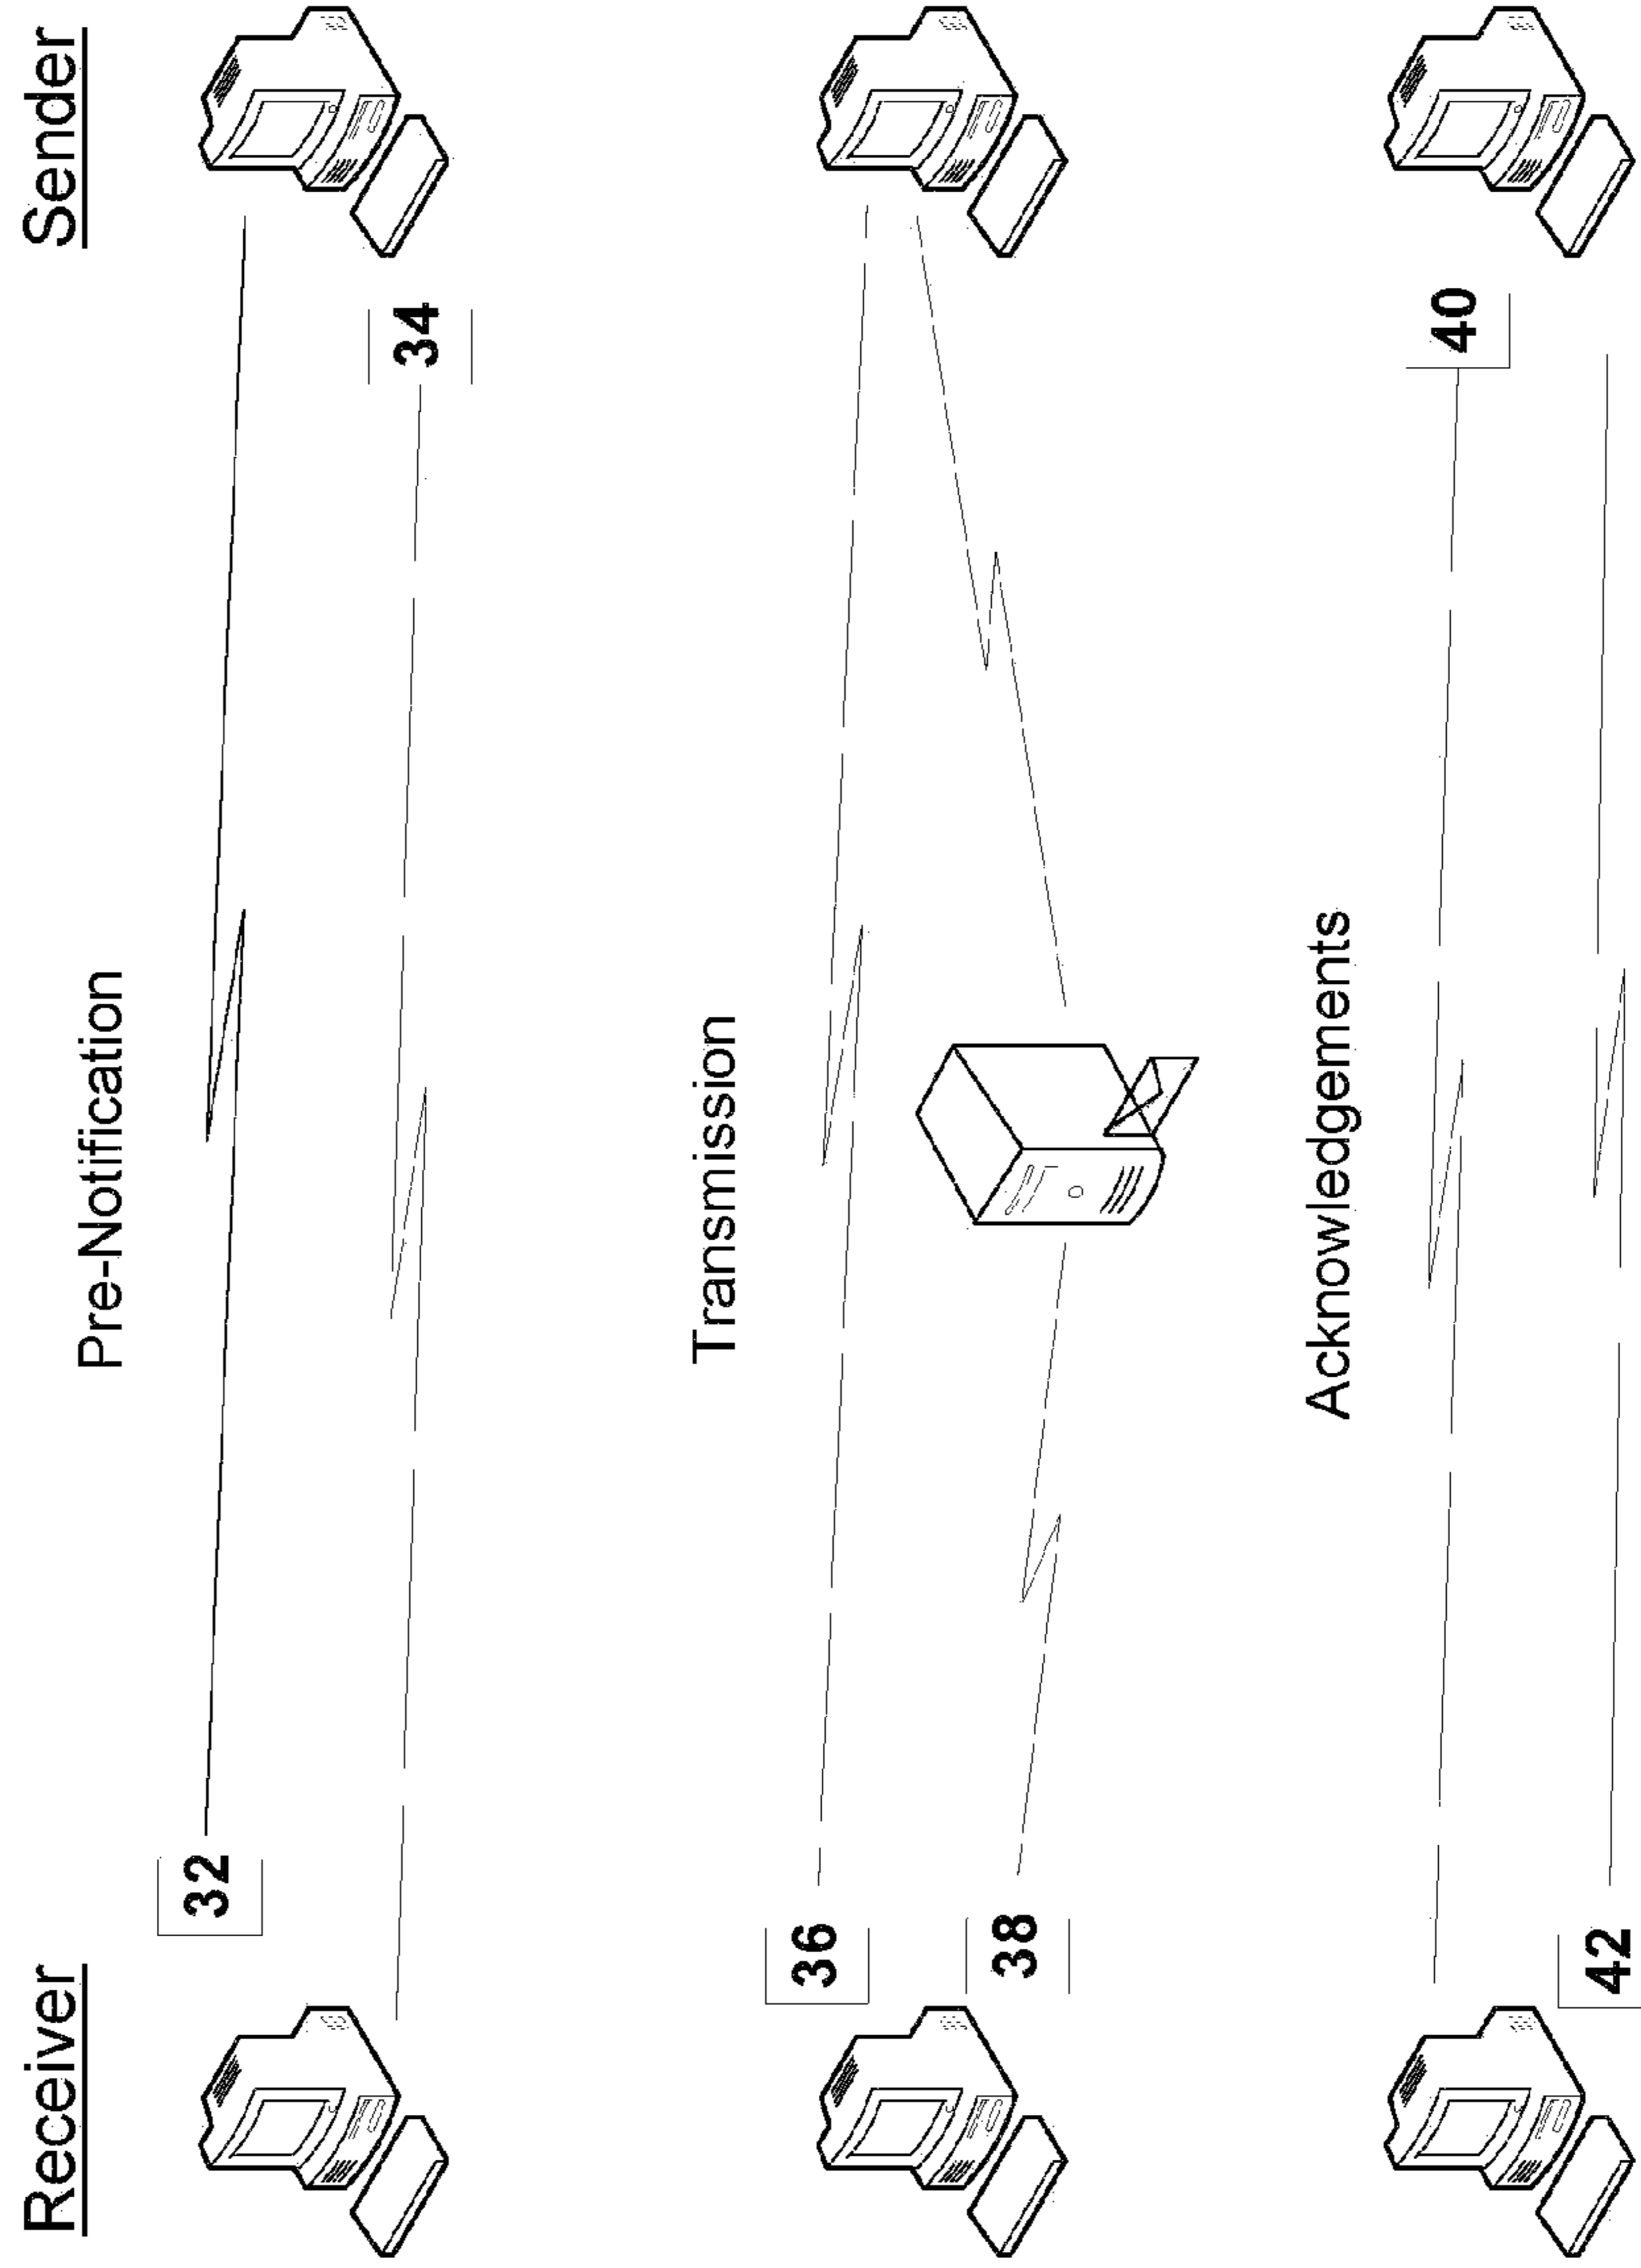 Receiver
Sender
Pre-Notification
32
34
Transmission
36
38
Acknowledgements
40
42